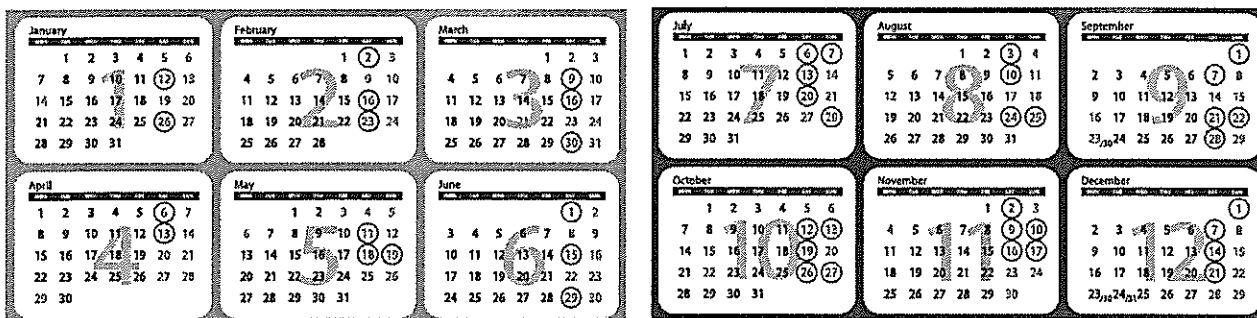 January
1 2 3 4 5 6
7 8 9 10 11 12 13
14 15 16 17 18 19 20
21 22 23 24 25 26 27
28 29 30 31
1
February
1 2 3
4 5 6 7 8 9 10
11 12 13 14 15 16 17
18 19 20 21 22 23 24
25 26 27 28
2
March
1 2 3
4 5 6 7 8 9 10
11 12 13 14 15 16 17
18 19 20 21 22 23 24
25 26 27 28 29 30 31
3
April
1 2 3 4 5 6 7
8 9 10 11 12 13 14
15 16 17 18 19 20 21
22 23 24 25 26 27 28
29 30
4
May
1 2 3 4 5
6 7 8 9 10 11 12
13 14 15 16 17 18 19
20 21 22 23 24 25 26
27 28 29 30 31
5
June
1 2
3 4 5 6 7 8 9
10 11 12 13 14 15 16
17 18 19 20 21 22 23
24 25 26 27 28 29 30
6
July
1 2 3 4 5 6 7
8 9 10 11 12 13 14
15 16 17 18 19 20 21
22 23 24 25 26 27 28
29 30 31
7
August
1 2 3 4
5 6 7 8 9 10 11
12 13 14 15 16 17 18
19 20 21 22 23 24 25
26 27 28 29 30 31
8
September
1
2 3 4 5 6 7 8
9 10 11 12 13 14 15
16 17 18 19 20 21 22
23/30 24 25 26 27 28 29
9
October
1 2 3 4 5 6
7 8 9 10 11 12 13
14 15 16 17 18 19 20
21 22 23 24 25 26 27
28 29 30 31
10
November
1 2 3
4 5 6 7 8 9 10
11 12 13 14 15 16 17
18 19 20 21 22 23 24
25 26 27 28 29 30
11
December
1
2 3 4 5 6 7 8
9 10 11 12 13 14 15
16 17 18 19 20 21 22
23/30 24/31 25 26 27 28 29
12